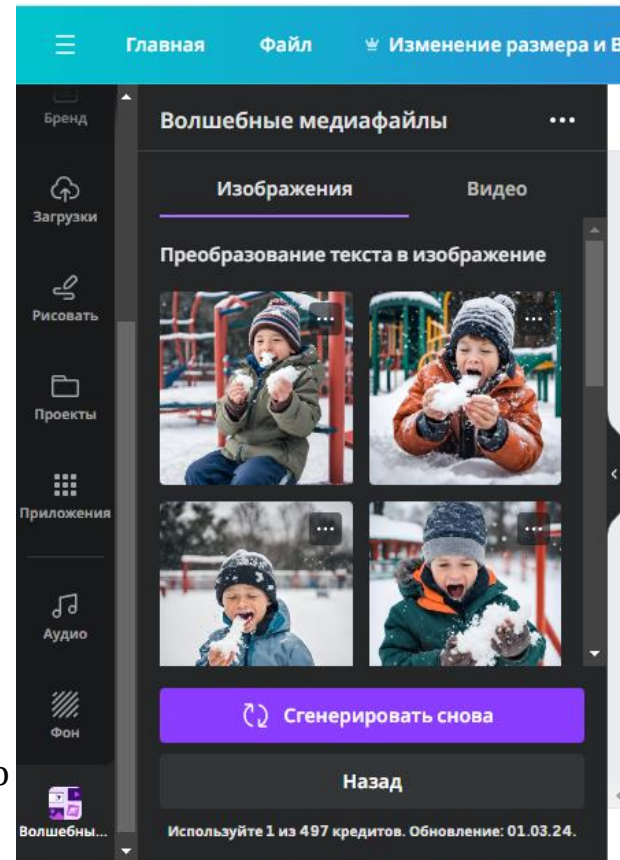 Главная Файл Изменение размера и В
Бренд
Волшебные медиафайлы
Загрузки
Изображения Видео
Преобразование текста в изображение
Рисовать
Проекты
Приложения
Аудио
Фон
Сгенерировать снова
Назад
о
Волшебны...
Используйте 1 из 497 кредитов. Обновление: 01.03.24.